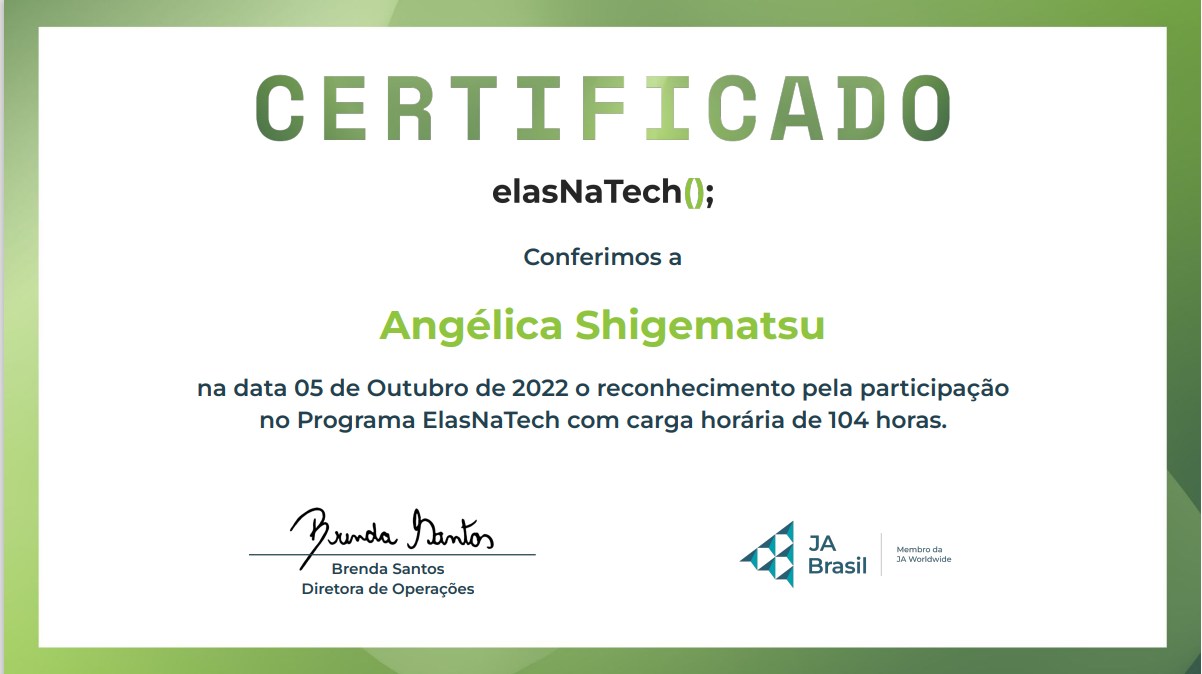 CERTIFICADO
elasNaTech();
Conferimos a
Angélica Shigematsu
na data 05 de Outubro de 2022 o reconhecimento pela participação
no Programa ElasNaTech com carga horária de 104 horas.
Brenda Santos
Brenda Santos
Diretora de Operações
JA
Brasil
Membro da
JA Worldwide